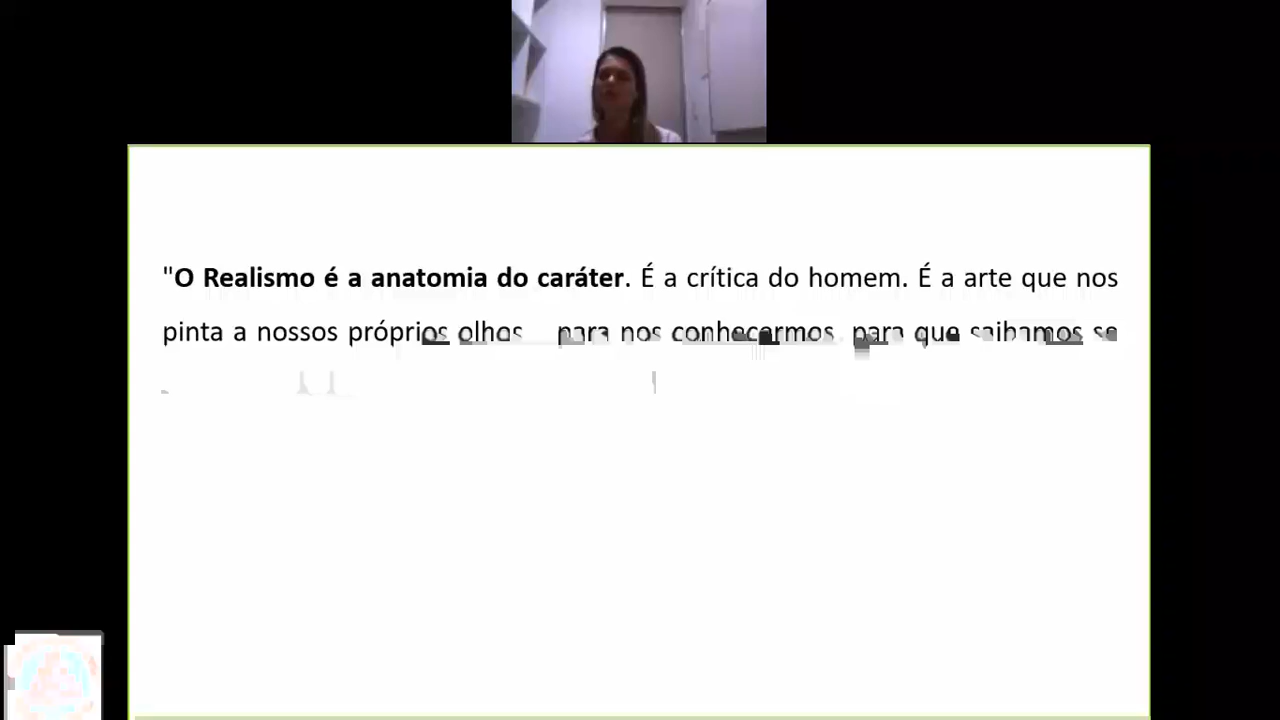 "O Realismo é a anatomia do caráter. É a crítica do homem. É a arte que nos
pinta a nossos próprios olhos para nos conhecermos, para que saibamos se